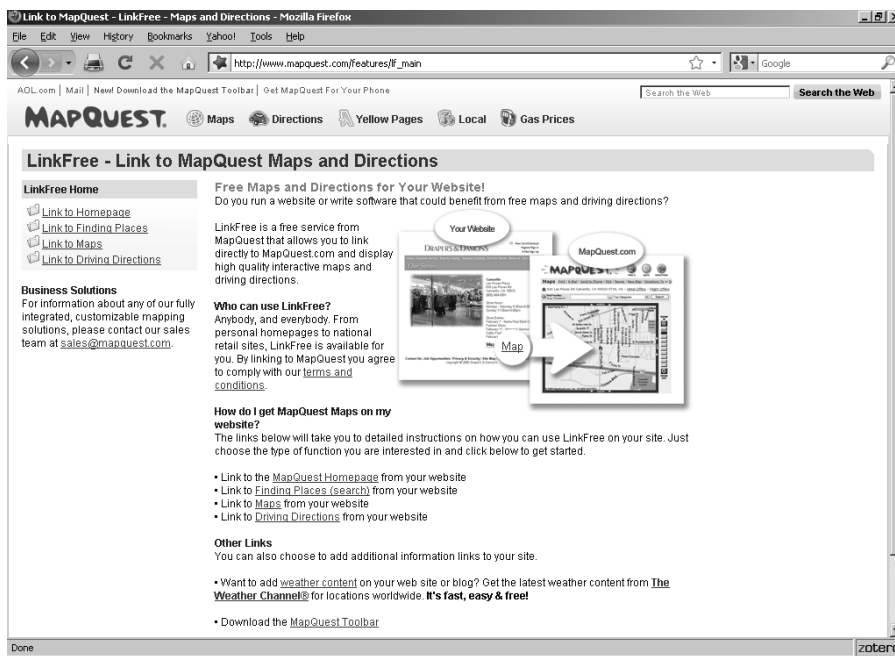 Link to MapQuest - LinkFree - Maps and Directions - Mozilla Firefox
File Edit View History Bookmarks Yahoo! Tools Help
http://www.mapquest.com/features/lf_main
Google
AOL.com | Mail | New! Download the MapQuest Toolbar | Get MapQuest For Your Phone
Search the Web
Search the Web
MAPQUEST. Maps Directions Yellow Pages Local Gas Prices
LinkFree - Link to MapQuest Maps and Directions
LinkFree Home
Link to Homepage
Link to Finding Places
Link to Maps
Link to Driving Directions
Business Solutions
For information about any of our fully
integrated, customizable mapping
solutions, please contact our sales
team at sales@mapquest.com.
Free Maps and Directions for Your Website!
Do you run a website or write software that could benefit from free maps and driving directions?
LinkFree is a free service from
MapQuest that allows you to link
directly to MapQuest.com and display
high quality interactive maps and
driving directions.
Who can use LinkFree?
Anybody, and everybody. From
personal homepages to national
retail sites, LinkFree is available for
you. By linking to MapQuest you agree
to comply with our terms and
conditions.
Your Website
DRAPERS & DAMONS
MapQuest.com
MAPQUEST.
Maps
Map
How do I get MapQuest Maps on my
website?
The links below will take you to detailed instructions on how you can use LinkFree on your site. Just
choose the type of function you are interested in and click below to get started.
• Link to the MapQuest Homepage from your website
• Link to Finding Places (search) from your website
• Link to Maps from your website
• Link to Driving Directions from your website
Other Links
You can also choose to add additional information links to your site.
• Want to add weather content on your web site or blog? Get the latest weather content from The
Weather Channel® for locations worldwide. It's fast, easy & free!
• Download the MapQuest Toolbar
Done